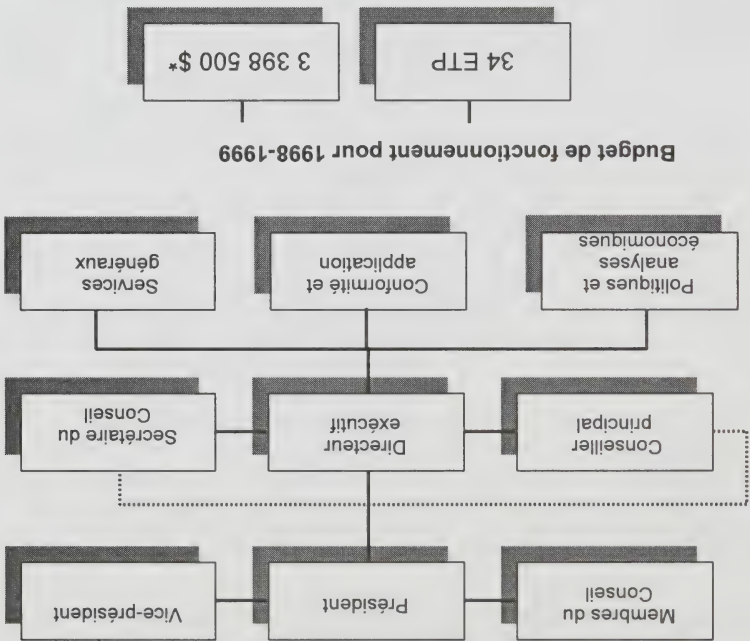 Membres du
Conseil
Président
Vice-président
Conseiller
principal
Directeur
exécutif
Secrétaire du
Conseil
Politiques et
analyses
économiques
Conformité et
application
Services
généraux
Budget de fonctionnement pour 1998-1999
34 ETP
3 398 500 $*